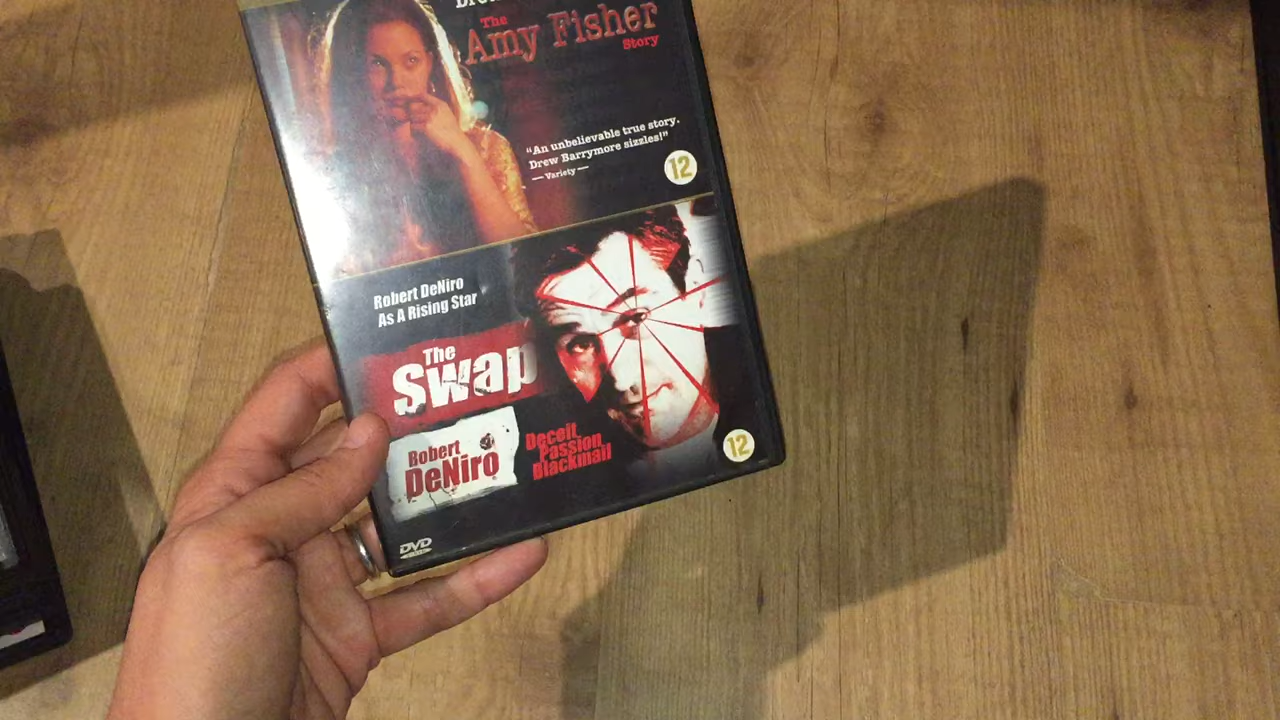 The
Amy Fisher
Story
"An unbelievable true story.
Drew Barrymore sizzles!"
— Variety —
12
Robert DeNiro
As A Rising Star
The
Swap
Robert
DeNiro
Deceit
Passion
Blackmail
12
DVD